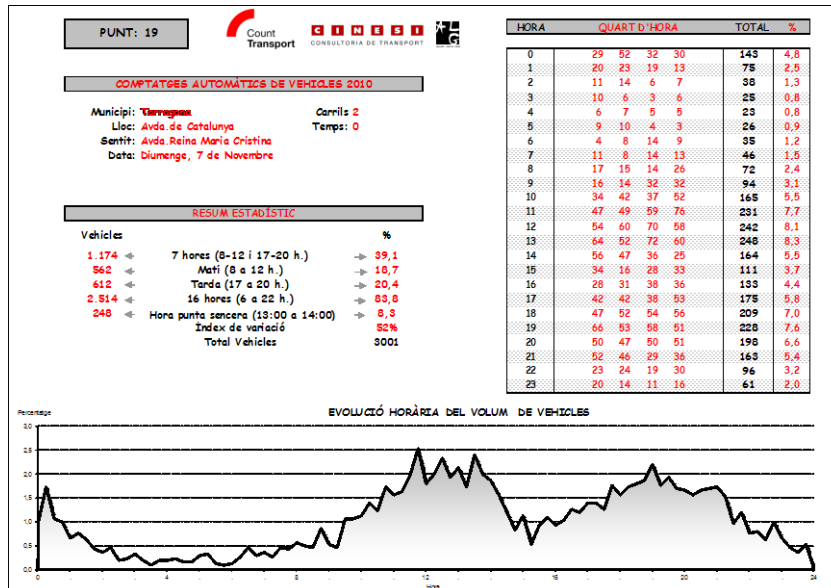 PUNT: 19
Count
Transport
CINESI
CONSULTORIA DE TRANSPORT
COMPTATGES AUTOMÀTICS DE VEHICLES 2010
Municipi:
Carrils 2
Lloc: Avda.de Catalunya
Temps: 0
Sentit: Avda.Reina Maria Cristina
Data: Diumenge, 7 de Novembre
RESUM ESTADÍSTIC
Vehicles %
1.174 7 hores (8-12 i 17-20 h.) 39,1
562 Matí (8 a 12 h.) 18,7
612 Tarda (17 a 20 h.) 20,4
2.514 16 hores (6 a 22 h.) 83,8
248 Hora punta sencera (13:00 a 14:00) 8,3
Índex de variació 52%
Total Vehicles 3001
HORA QUART D'HORA TOTAL %
0 29 52 32 30 143 4,8
1 20 23 19 13 75 2,5
2 11 14 6 7 38 1,3
3 10 6 3 6 25 0,8
4 6 7 5 5 23 0,8
5 9 10 4 3 26 0,9
6 4 8 14 9 35 1,2
7 11 8 14 13 46 1,5
8 17 15 14 26 72 2,4
9 16 14 32 32 94 3,1
10 34 42 37 52 165 5,5
11 47 49 59 76 231 7,7
12 54 60 70 58 242 8,1
13 64 52 72 60 248 8,3
14 56 47 36 25 164 5,5
15 34 16 28 33 111 3,7
16 28 31 38 36 133 4,4
17 42 42 38 53 175 5,8
18 47 52 54 56 209 7,0
19 66 53 58 51 228 7,6
20 50 47 50 51 198 6,6
21 52 46 29 36 163 5,4
22 23 24 19 30 96 3,2
23 20 14 11 16 61 2,0
EVOLUCIÓ HORÀRIA DEL VOLUM DE VEHICLES
Percentatge
3,0
2,5
2,0
1,5
1,0
0,5
0,0
0 4 8 12 16 20 24
Hora